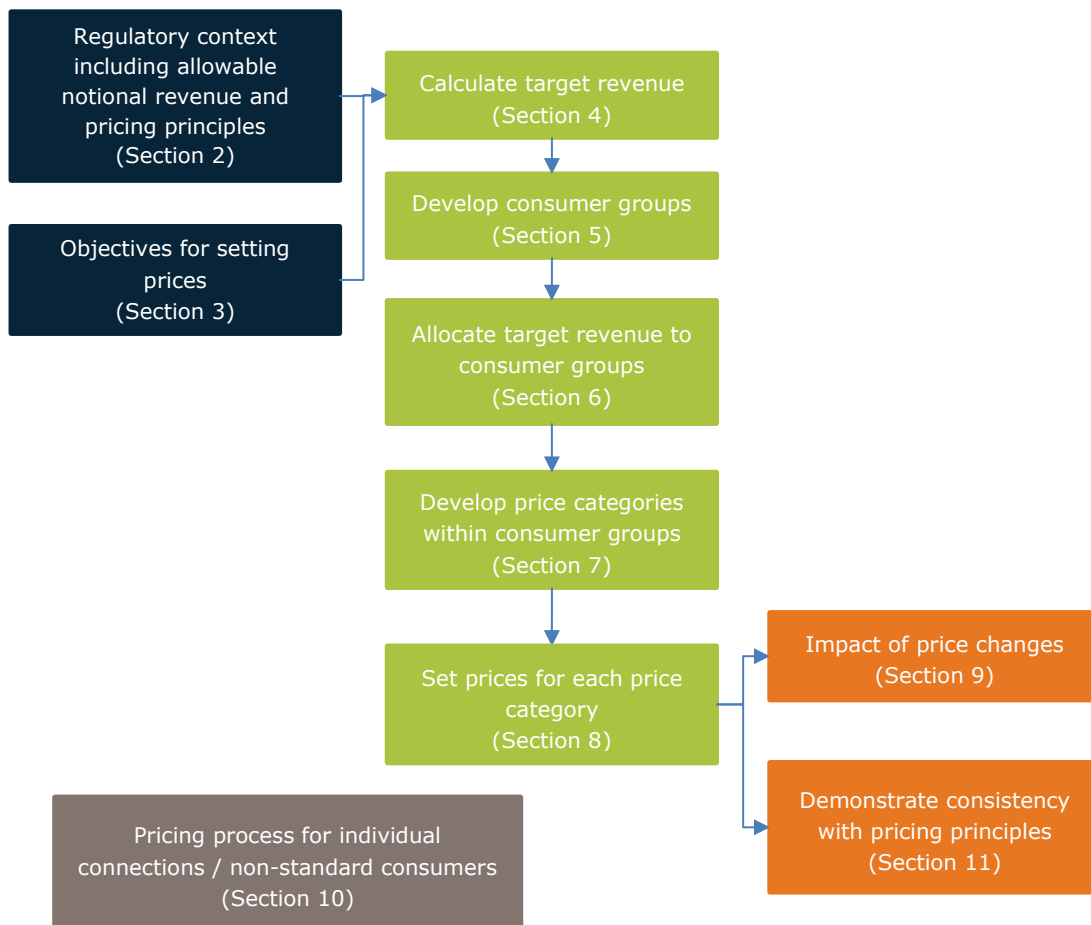 Regulatory context
including allowable
notional revenue and
pricing principles
(Section 2)
Objectives for setting
prices
(Section 3)
Calculate target revenue
(Section 4)
Develop consumer groups
(Section 5)
Allocate target revenue to
consumer groups
(Section 6)
Develop price categories
within consumer groups
(Section 7)
Set prices for each price
category
(Section 8)
Impact of price changes
(Section 9)
Demonstrate consistency
with pricing principles
(Section 11)
Pricing process for individual
connections / non-standard consumers
(Section 10)